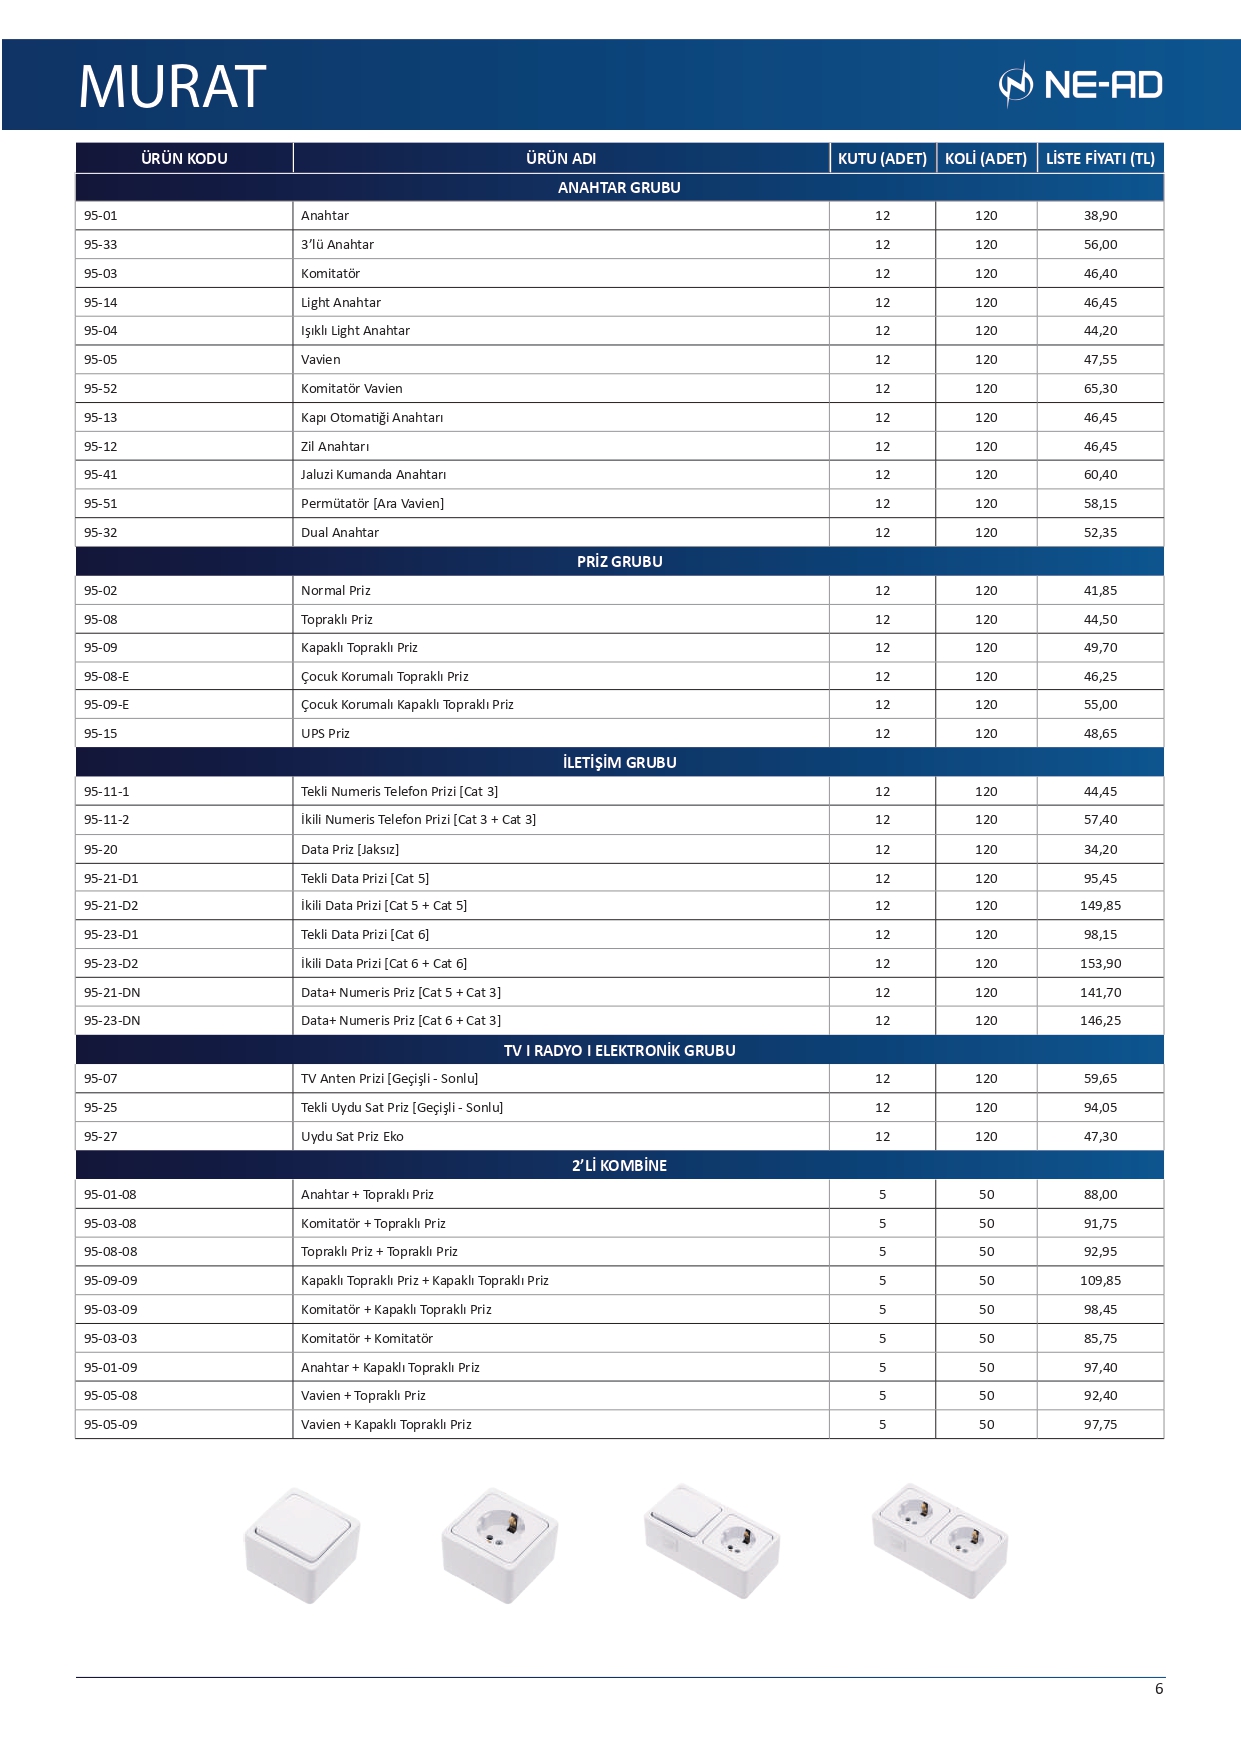 MURAT
NE-AD
ÜRÜN KODU ÜRÜN ADI KUTU (ADET) KOLİ (ADET) LİSTE FİYATI (TL)
ANAHTAR GRUBU
95-01 Anahtar 12 120 38,90
95-33 3’lü Anahtar 12 120 56,00
95-03 Komitatör 12 120 46,40
95-14 Light Anahtar 12 120 46,45
95-04 Işıklı Light Anahtar 12 120 44,20
95-05 Vavien 12 120 47,55
95-52 Komitatör Vavien 12 120 65,30
95-13 Kapı Otomatiği Anahtarı 12 120 46,45
95-12 Zil Anahtarı 12 120 46,45
95-41 Jaluzi Kumanda Anahtarı 12 120 60,40
95-51 Permütatör [Ara Vavien] 12 120 58,15
95-32 Dual Anahtar 12 120 52,35
PRİZ GRUBU
95-02 Normal Priz 12 120 41,85
95-08 Topraklı Priz 12 120 44,50
95-09 Kapaklı Topraklı Priz 12 120 49,70
95-08-E Çocuk Korumalı Topraklı Priz 12 120 46,25
95-09-E Çocuk Korumalı Kapaklı Topraklı Priz 12 120 55,00
95-15 UPS Priz 12 120 48,65
İLETİŞİM GRUBU
95-11-1 Tekli Numeris Telefon Prizi [Cat 3] 12 120 44,45
95-11-2 İkili Numeris Telefon Prizi [Cat 3 + Cat 3] 12 120 57,40
95-20 Data Priz [Jaksız] 12 120 34,20
95-21-D1 Tekli Data Prizi [Cat 5] 12 120 95,45
95-21-D2 İkili Data Prizi [Cat 5 + Cat 5] 12 120 149,85
95-23-D1 Tekli Data Prizi [Cat 6] 12 120 98,15
95-23-D2 İkili Data Prizi [Cat 6 + Cat 6] 12 120 153,90
95-21-DN Data+ Numeris Priz [Cat 5 + Cat 3] 12 120 141,70
95-23-DN Data+ Numeris Priz [Cat 6 + Cat 3] 12 120 146,25
TV I RADYO I ELEKTRONİK GRUBU
95-07 TV Anten Prizi [Geçişli - Sonlu] 12 120 59,65
95-25 Tekli Uydu Sat Priz [Geçişli - Sonlu] 12 120 94,05
95-27 Uydu Sat Priz Eko 12 120 47,30
2’Lİ KOMBİNE
95-01-08 Anahtar + Topraklı Priz 5 50 88,00
95-03-08 Komitatör + Topraklı Priz 5 50 91,75
95-08-08 Topraklı Priz + Topraklı Priz 5 50 92,95
95-09-09 Kapaklı Topraklı Priz + Kapaklı Topraklı Priz 5 50 109,85
95-03-09 Komitatör + Kapaklı Topraklı Priz 5 50 98,45
95-03-03 Komitatör + Komitatör 5 50 85,75
95-01-09 Anahtar + Kapaklı Topraklı Priz 5 50 97,40
95-05-08 Vavien + Topraklı Priz 5 50 92,40
95-05-09 Vavien + Kapaklı Topraklı Priz 5 50 97,75
6